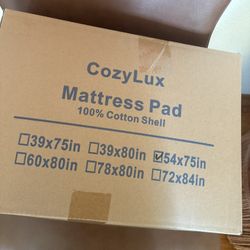 CozyLux
Mattress Pad
100% Cotton Shell
☐39x75in ☐39x80in ☑54x75in
☐60x80in ☐78x80in ☐72x84in